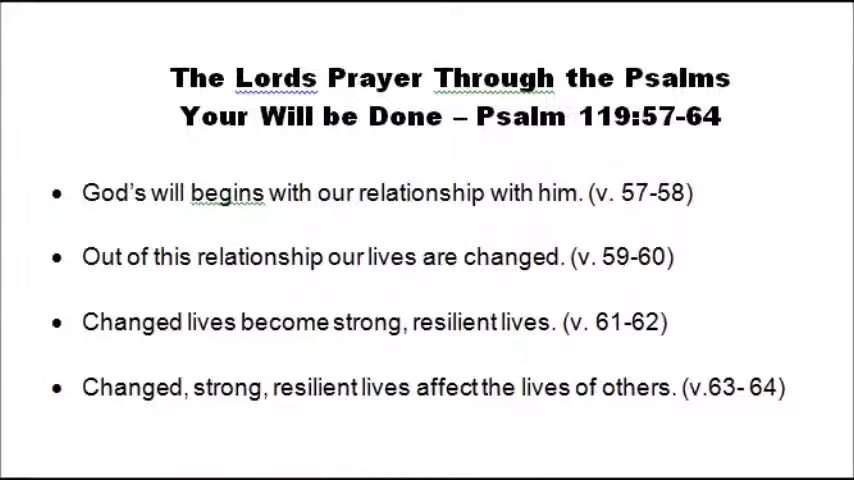 The Lords Prayer Through the Psalms
Your Will be Done – Psalm 119:57-64
• God's will begins with our relationship with him. (v. 57-58)
• Out of this relationship our lives are changed. (v. 59-60)
• Changed lives become strong, resilient lives. (v. 61-62)
• Changed, strong, resilient lives affect the lives of others. (v.63- 64)